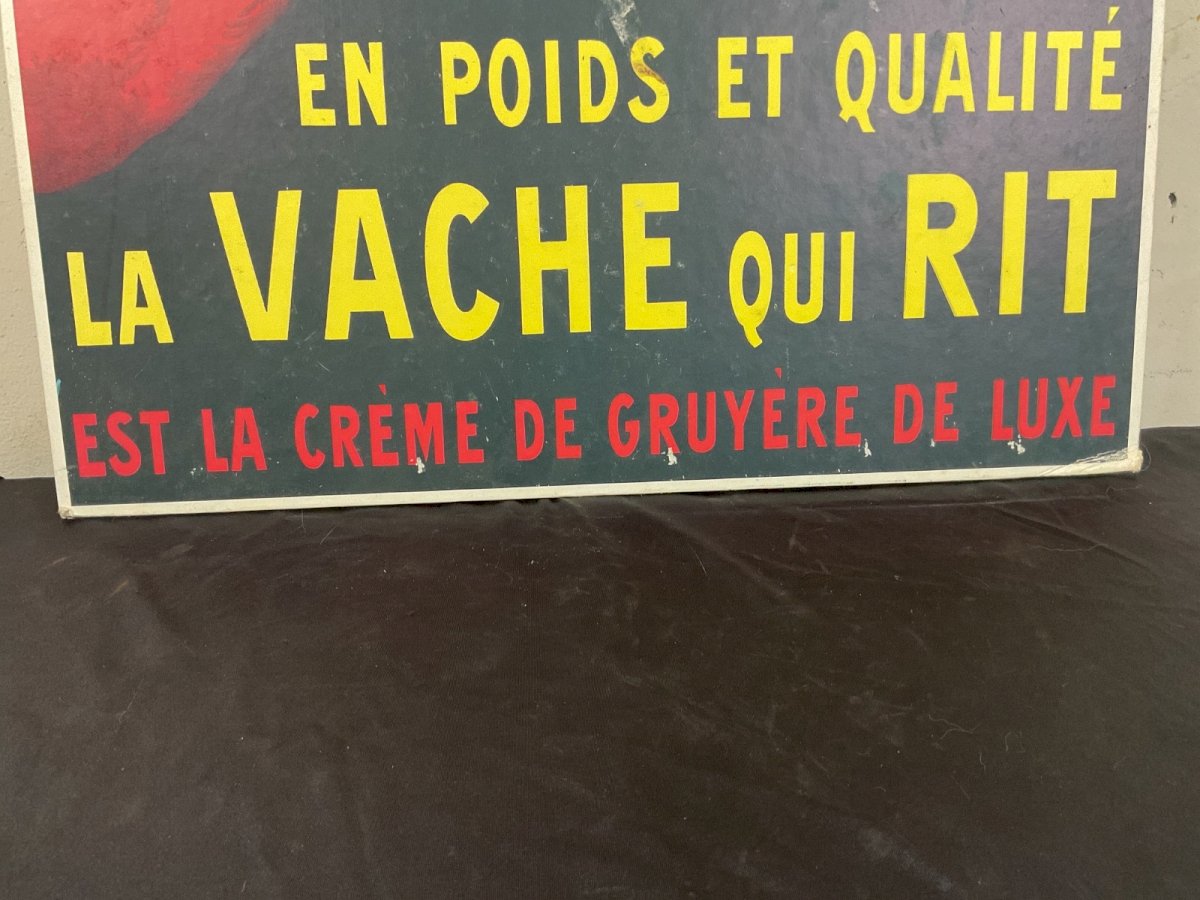 EN POIDS ET QUALITÉ
LA VACHE QUI RIT
EST LA CRÈME DE GRUYÈRE DE LUXE